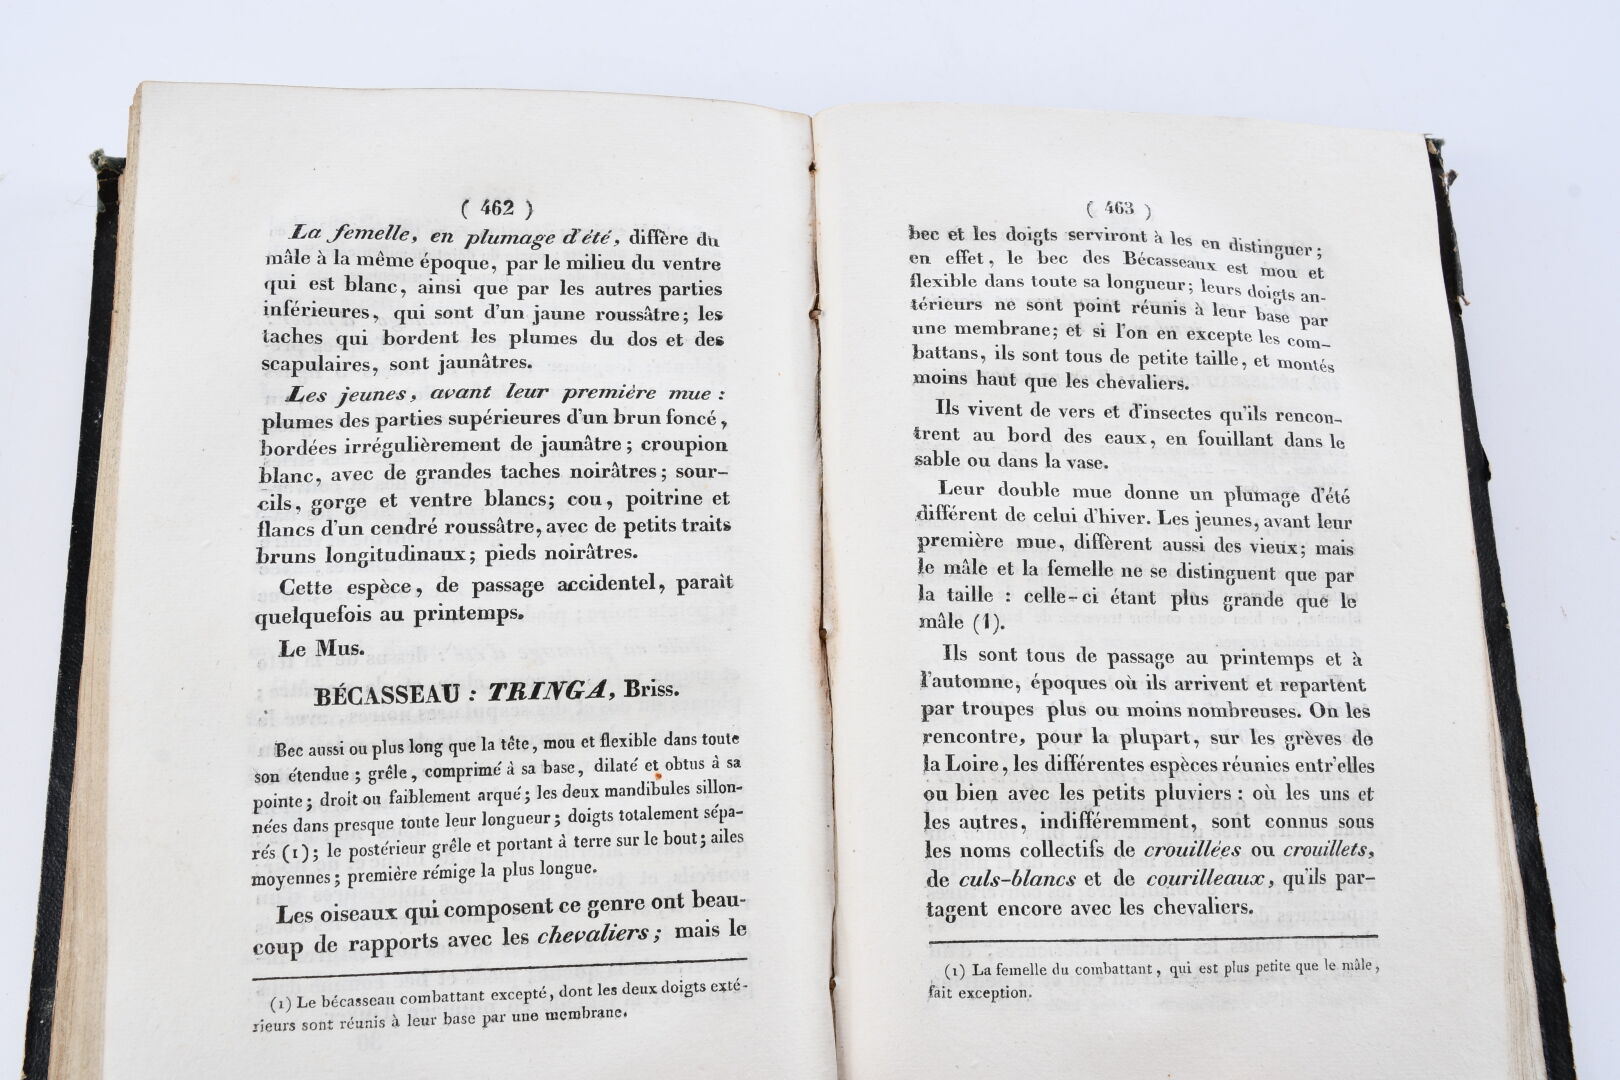 ( 462 )
La femelle, en plumage d'été, diffère du
mâle à la même époque, par le milieu du ventre
qui est blanc, ainsi que par les autres parties
inférieures, qui sont d'un jaune roussâtre; les
taches qui bordent les plumes du dos et des
scapulaires, sont jaunâtres.
Les jeunes, avant leur première mue :
plumes des parties supérieures d'un brun foncé,
bordées irrégulièrement de jaunâtre; croupion
blanc, avec de grandes taches noirâtres; sour-
cils, gorge et ventre blancs; cou, poitrine et
flancs d'un cendré roussâtre, avec de petits traits
bruns longitudinaux; pieds noirâtres.
Cette espèce, de passage accidentel, paraît
quelquefois au printemps.
Le Mus.
BÉCASSEAU : TRINGA, Briss.
Bec aussi ou plus long que la tête, mou et flexible dans toute
son étendue; grêle, comprimé à sa base, dilaté et obtus à sa
pointe; droit ou faiblement arqué; les deux mandibules sillon-
nées dans presque toute leur longueur; doigts totalement sépa-
rés (1); le postérieur grêle et portant à terre sur le bout; ailes
moyennes; première rémige la plus longue.
Les oiseaux qui composent ce genre ont beau-
coup de rapports avec les chevaliers; mais le
(1) Le bécasseau combattant excepté, dont les deux doigts exté-
rieurs sont réunis à leur base par une membrane.
( 463 )
bec et les doigts serviront à les en distinguer;
en effet, le bec des Bécasseaux est mou et
flexible dans toute sa longueur; leurs doigts an-
térieurs ne sont point réunis à leur base par
une membrane; et si l'on en excepte les com-
battans, ils sont tous de petite taille, et montés
moins haut que les chevaliers.
Ils vivent de vers et d'insectes qu'ils rencon-
trent au bord des eaux, en fouillant dans le
sable ou dans la vase.
Leur double mue donne un plumage d'été
différent de celui d'hiver. Les jeunes, avant leur
première mue, diffèrent aussi des vieux; mais
le mâle et la femelle ne se distinguent que par
la taille : celle-ci étant plus grande que le
mâle (1).
Ils sont tous de passage au printemps et à
l'automne, époques où ils arrivent et repartent
par troupes plus ou moins nombreuses. On les
rencontre, pour la plupart, sur les grèves de
la Loire, les différentes espèces réunies entr'elles
ou bien avec les petits pluviers : où les uns et
les autres, indifféremment, sont connus sous
les noms collectifs de crouillées ou crouillets,
de culs-blancs et de courilleaux, qu'ils par-
tagent encore avec les chevaliers.
(1) La femelle du combattant, qui est plus petite que le mâle,
fait exception.